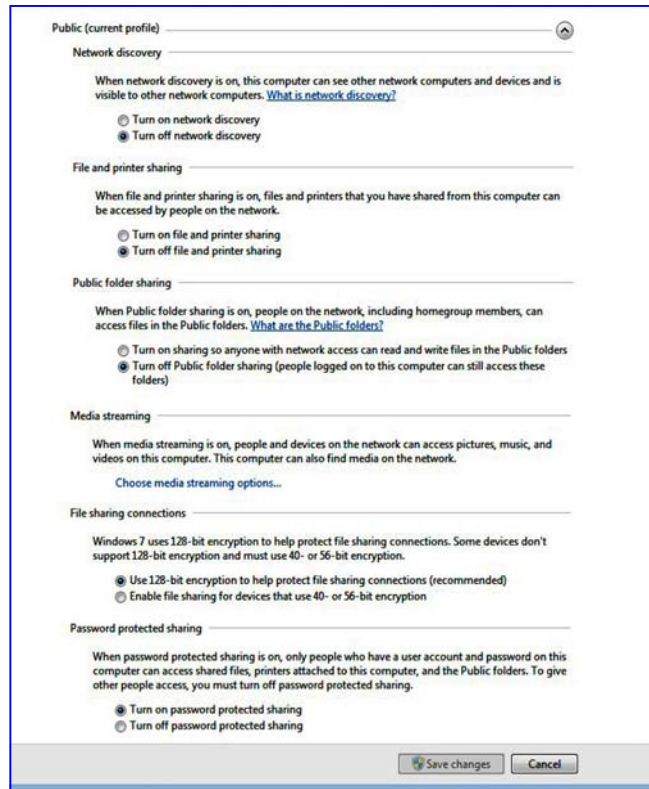 Public (current profile)
Network discovery
When network discovery is on, this computer can see other network computers and devices and is
visible to other network computers. What is network discovery?
Turn on network discovery
Turn off network discovery
File and printer sharing
When file and printer sharing is on, files and printers that you have shared from this computer can
be accessed by people on the network.
Turn on file and printer sharing
Turn off file and printer sharing
Public folder sharing
When Public folder sharing is on, people on the network, including homegroup members, can
access files in the Public folders. What are the Public folders?
Turn on sharing so anyone with network access can read and write files in the Public folders
Turn off Public folder sharing (people logged on to this computer can still access these
folders)
Media streaming
When media streaming is on, people and devices on the network can access pictures, music, and
videos on this computer. This computer can also find media on the network.
Choose media streaming options...
File sharing connections
Windows 7 uses 128-bit encryption to help protect file sharing connections. Some devices don't
support 128-bit encryption and must use 40- or 56-bit encryption.
Use 128-bit encryption to help protect file sharing connections (recommended)
Enable file sharing for devices that use 40- or 56-bit encryption
Password protected sharing
When password protected sharing is on, only people who have a user account and password on this
computer can access shared files, printers attached to this computer, and the Public folders. To give
other people access, you must turn off password protected sharing.
Turn on password protected sharing
Turn off password protected sharing
Save changes Cancel